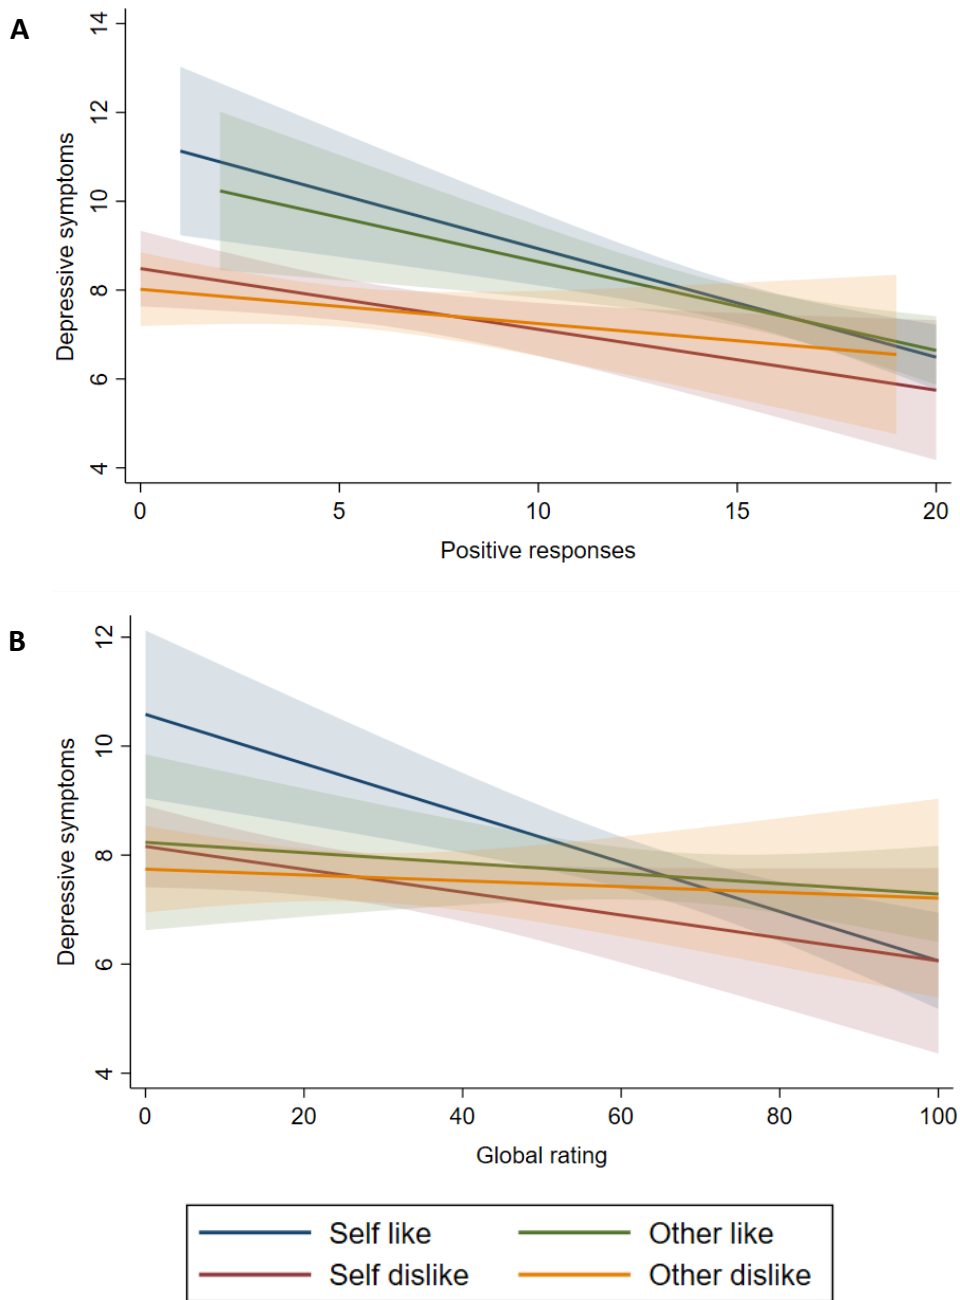 A
14
12
10
8
6
4
Depressive symptoms
0 5 10 15 20
Positive responses
B
12
10
8
6
4
Depressive symptoms
0 20 40 60 80 100
Global rating
Self like Other like
Self dislike Other dislike